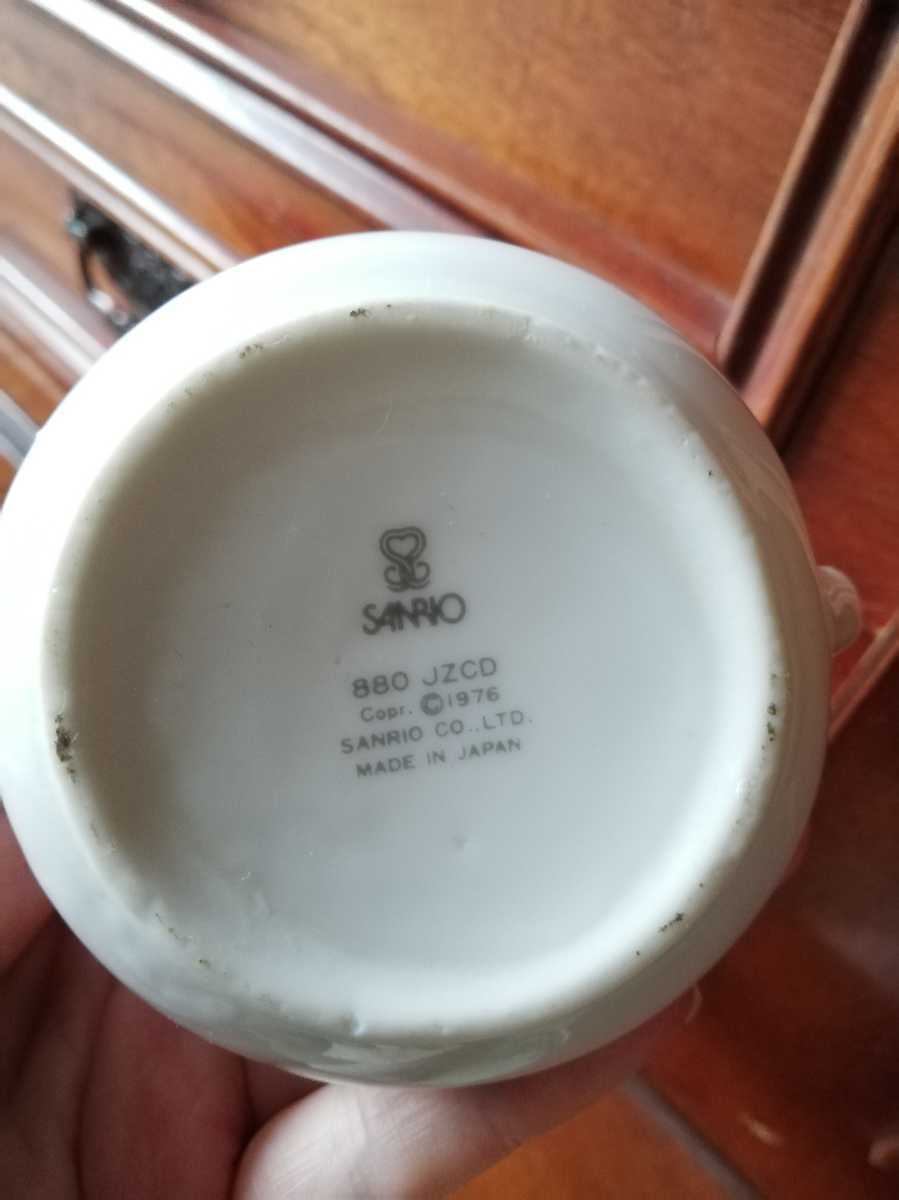 SANRIO
880 JZCD
Copr. ©1976
SANRIO CO.,LTD.
MADE IN JAPAN